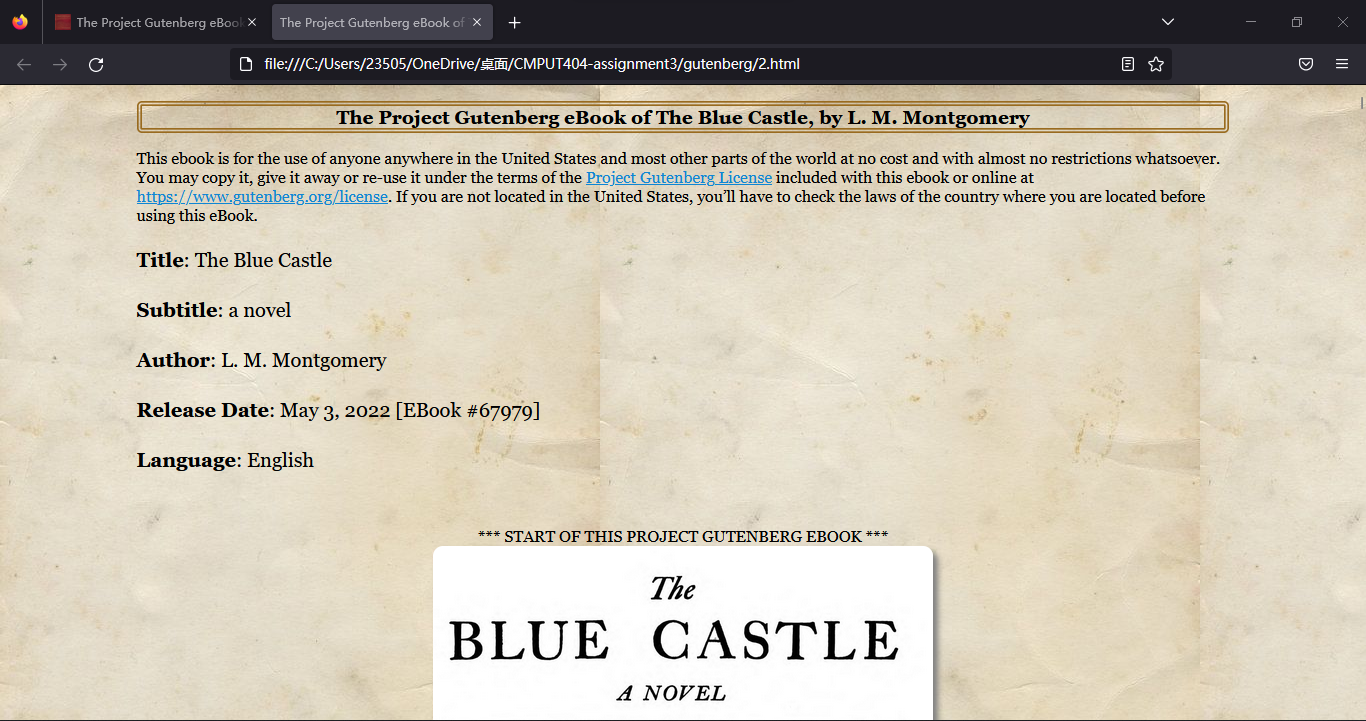 The Project Gutenberg eBook
The Project Gutenberg eBook of
file:///C:/Users/23505/OneDrive/桌面/CMPUT404-assignment3/gutenberg/2.html
The Project Gutenberg eBook of The Blue Castle, by L. M. Montgomery
This ebook is for the use of anyone anywhere in the United States and most other parts of the world at no cost and with almost no restrictions whatsoever.
You may copy it, give it away or re-use it under the terms of the Project Gutenberg License included with this ebook or online at
https://www.gutenberg.org/license. If you are not located in the United States, you’ll have to check the laws of the country where you are located before
using this eBook.
Title: The Blue Castle
Subtitle: a novel
Author: L. M. Montgomery
Release Date: May 3, 2022 [EBook #67979]
Language: English
*** START OF THIS PROJECT GUTENBERG EBOOK ***
The
BLUE CASTLE
A NOVEL